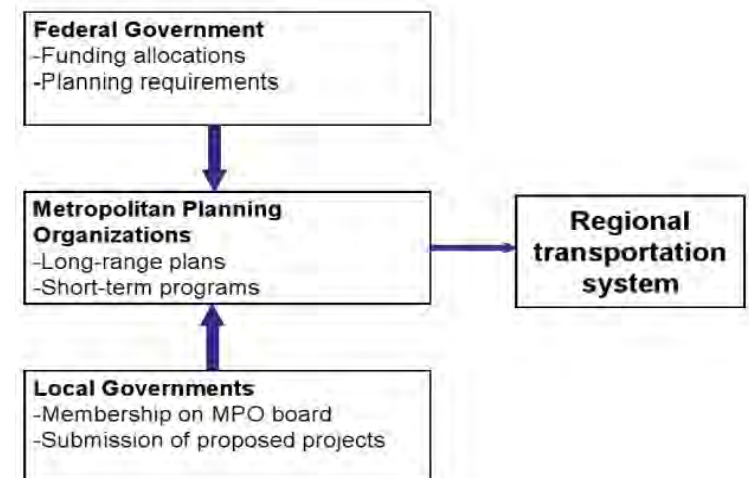 Federal Government
-Funding allocations
-Planning requirements
Metropolitan Planning
Organizations
-Long-range plans
-Short-term programs
Regional
transportation
system
Local Governments
-Membership on MPO board
-Submission of proposed projects